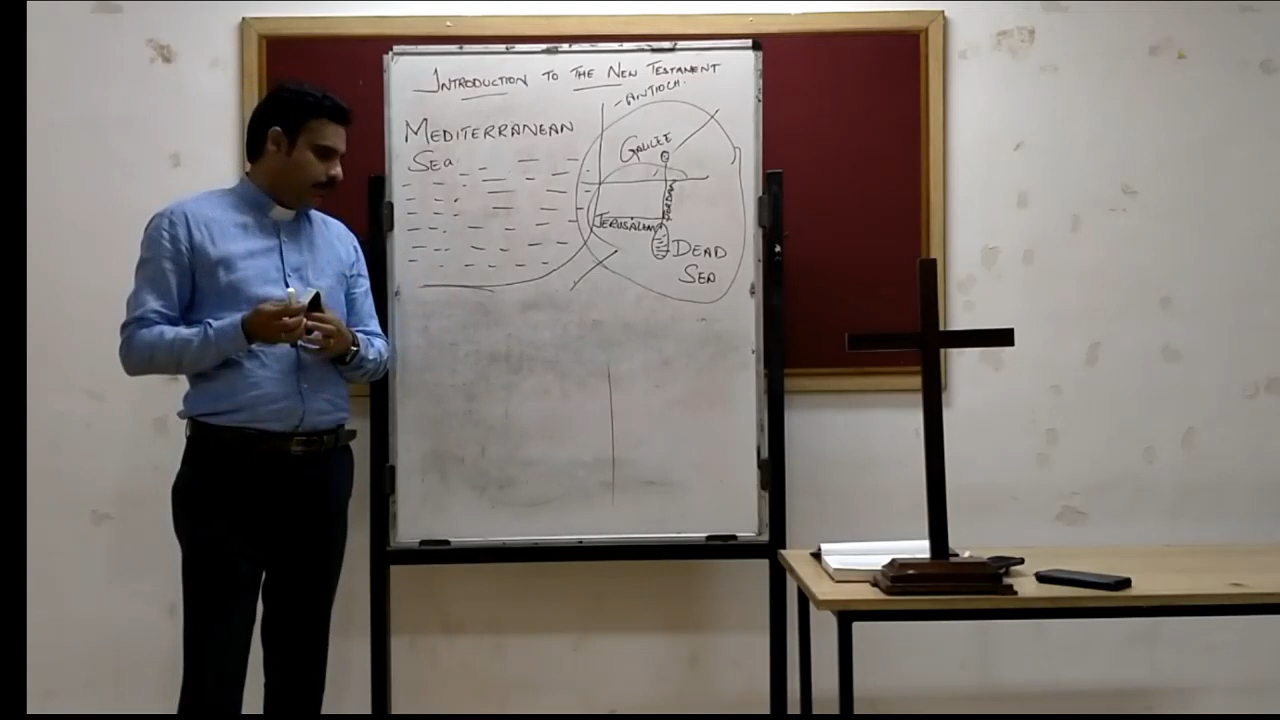 INTRODUCTION TO THE NEW TESTAMENT
- ANTIOCH.
MEDITERRANEAN
SEa
GALILEE
JORDAN
JERUSALEM
DEAD
SEA